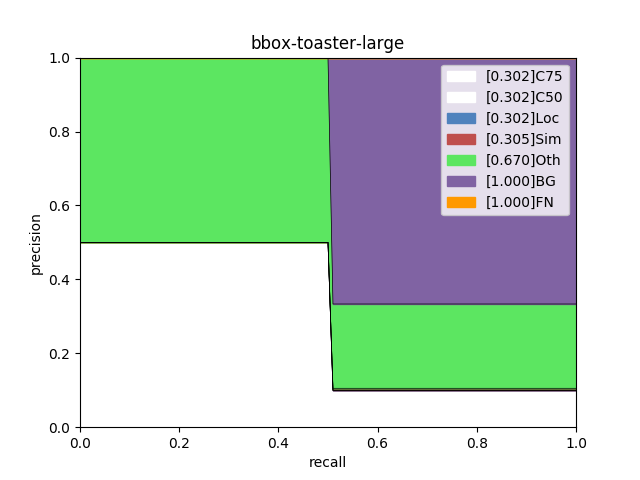 bbox-toaster-large
[0.302]C75
[0.302]C50
[0.302]Loc
[0.305]Sim
[0.670]Oth
[1.000]BG
[1.000]FN
precision
1.0
0.8
0.6
0.4
0.2
0.0
0.0 0.2 0.4 0.6 0.8 1.0
recall